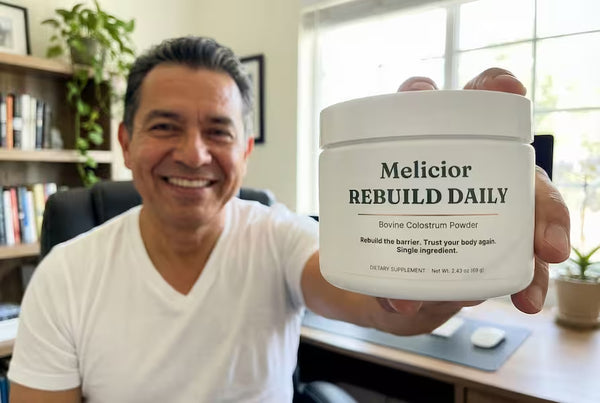 Melicior
REBUILD DAILY
Bovine Colostrum Powder
Rebuild the barrier. Trust your body again.
Single ingredient.
DIETARY SUPPLEMENT Net Wt. 2.43 oz (69 g)